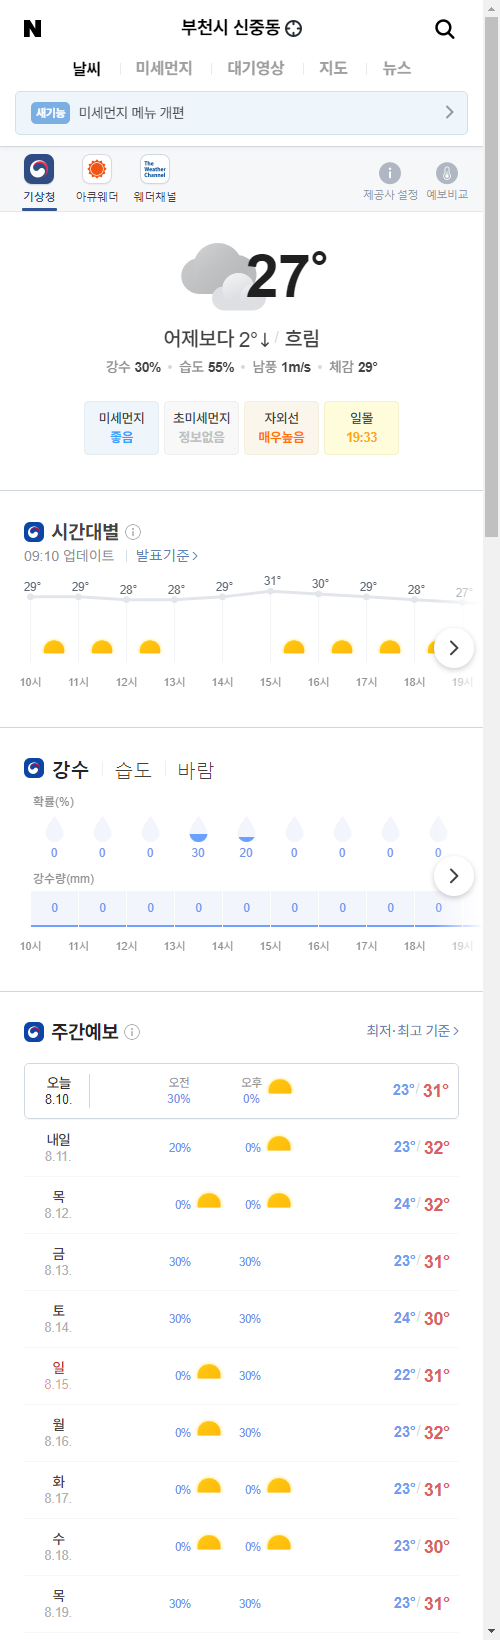 N 부천시 신중동
날씨 미세먼지 대기영상 지도 뉴스
새기능 미세먼지 메뉴 개편
The Weather Channel
기상청 아큐웨더 웨더채널 제공사 설정 예보비교
27°
어제보다 2°↓ / 흐림
강수 30% • 습도 55% • 남풍 1m/s • 체감 29°
미세먼지 초미세먼지 자외선 일몰
좋음 정보없음 매우높음 19:33
시간대별
09:10 업데이트 발표기준 >
29° 29° 28° 28° 29° 31° 30° 29° 28° 27°
10시 11시 12시 13시 14시 15시 16시 17시 18시 19시
강수 습도 바람
확률(%)
0 0 0 30 20 0 0 0 0
강수량(mm)
0 0 0 0 0 0 0 0 0
10시 11시 12시 13시 14시 15시 16시 17시 18시 19시
주간예보 최저·최고 기준 >
오늘 8.10. 오전 30% 오후 0% 23° / 31°
내일 8.11. 20% 0% 23° / 32°
목 8.12. 0% 0% 24° / 32°
금 8.13. 30% 30% 23° / 31°
토 8.14. 30% 30% 24° / 30°
일 8.15. 0% 30% 22° / 31°
월 8.16. 0% 30% 23° / 32°
화 8.17. 0% 0% 23° / 31°
수 8.18. 0% 0% 23° / 30°
목 8.19. 30% 30% 23° / 31°